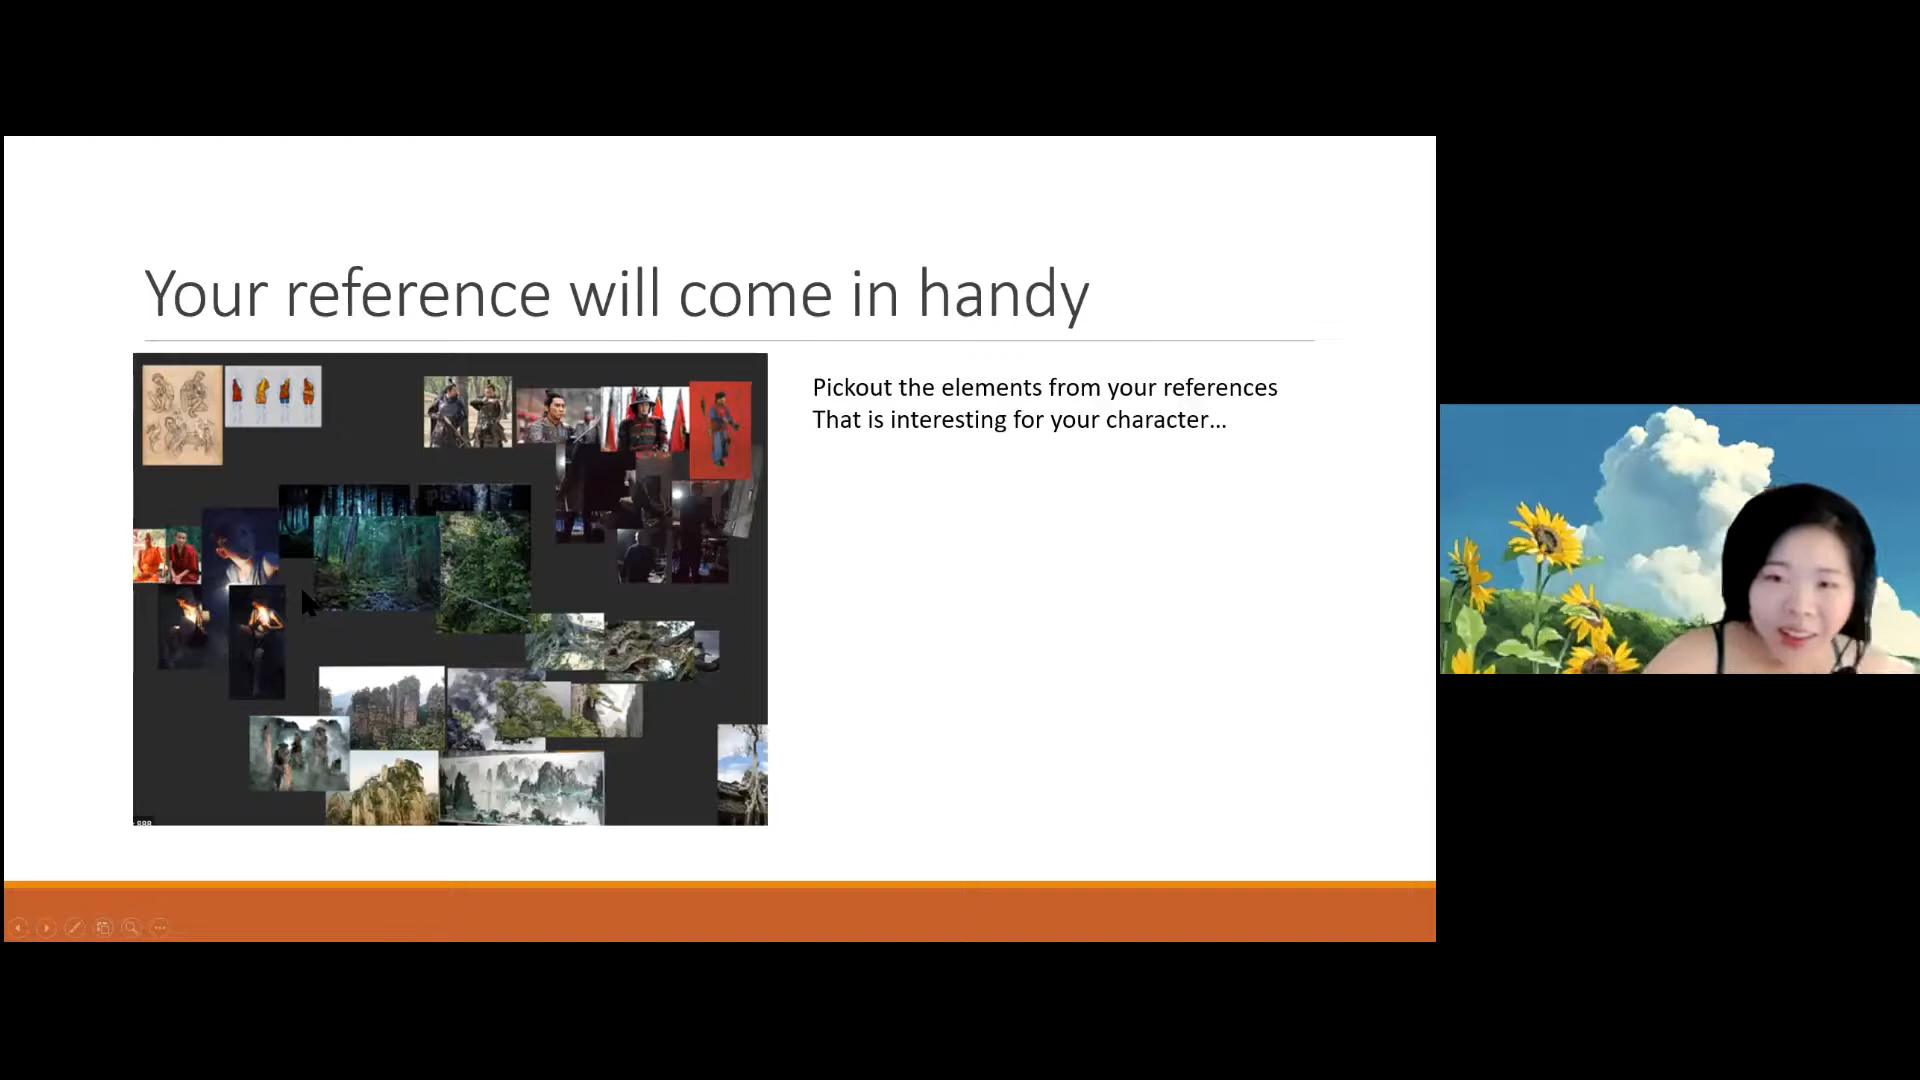 Your reference will come in handy
Pickout the elements from your references
That is interesting for your character...